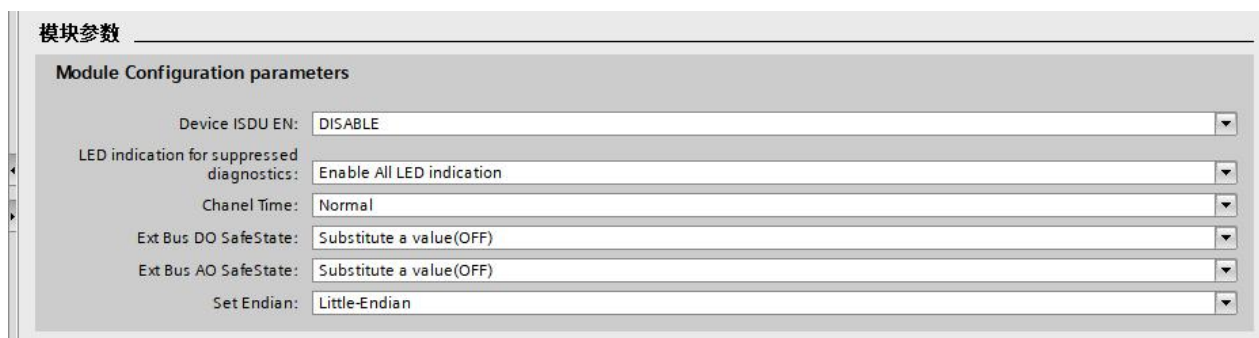 模块参数
Module Configuration parameters
Device ISDU EN: DISABLE
LED indication for suppressed
diagnostics: Enable All LED indication
Chanel Time: Normal
Ext Bus DO SafeState: Substitute a value(OFF)
Ext Bus AO SafeState: Substitute a value(OFF)
Set Endian: Little-Endian